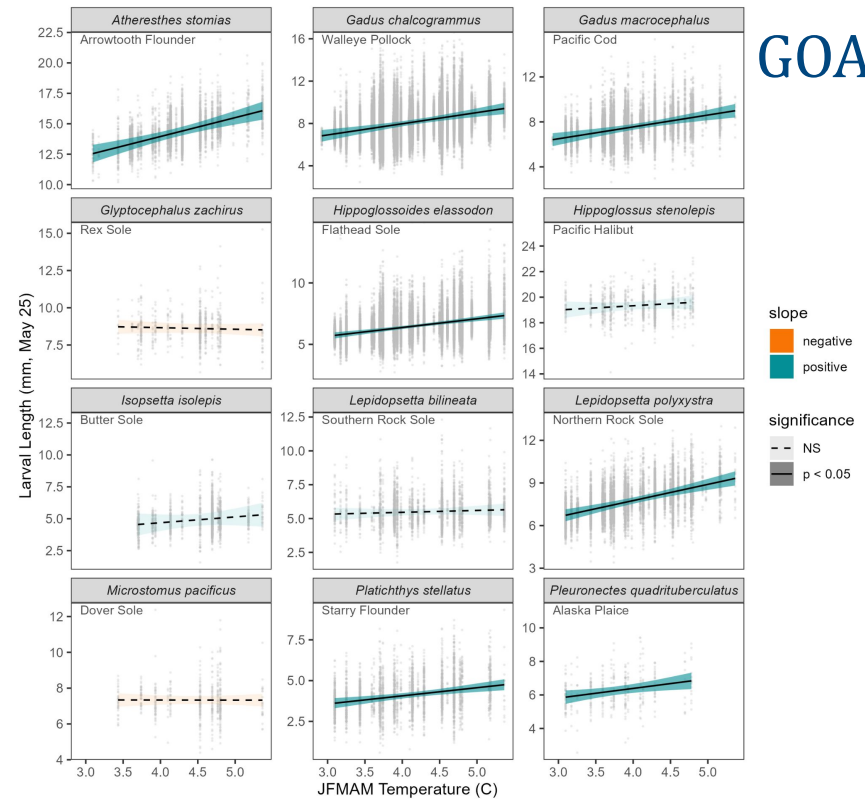 GOA
Atheresthes stomias
Gadus chalcogrammus
Gadus macrocephalus
Arrowtooth Flounder
Walleye Pollock
Pacific Cod
22.5
20.0
17.5
15.0
12.5
10.0
16
12
8
4
12
8
4
Glyptocephalus zachirus
Hippoglossoides elassodon
Hippoglossus stenolepis
Rex Sole
Flathead Sole
Pacific Halibut
15.0
12.5
10.0
7.5
10
5
24
22
20
18
16
14
Isopsetta isolepis
Lepidopsetta bilineata
Lepidopsetta polyxystra
Butter Sole
Southern Rock Sole
Northern Rock Sole
12.5
10.0
7.5
5.0
2.5
12.5
10.0
7.5
5.0
2.5
12
9
6
3
Microstomus pacificus
Platichthys stellatus
Pleuronectes quadrituberculatus
Dover Sole
Starry Flounder
Alaska Plaice
12
10
8
6
4
7.5
5.0
2.5
10
8
6
4
3.0 3.5 4.0 4.5 5.0
3.0 3.5 4.0 4.5 5.0
3.0 3.5 4.0 4.5 5.0
JFMAM Temperature (C)
Larval Length (mm, May 25)
slope
negative
positive
significance
NS
p < 0.05